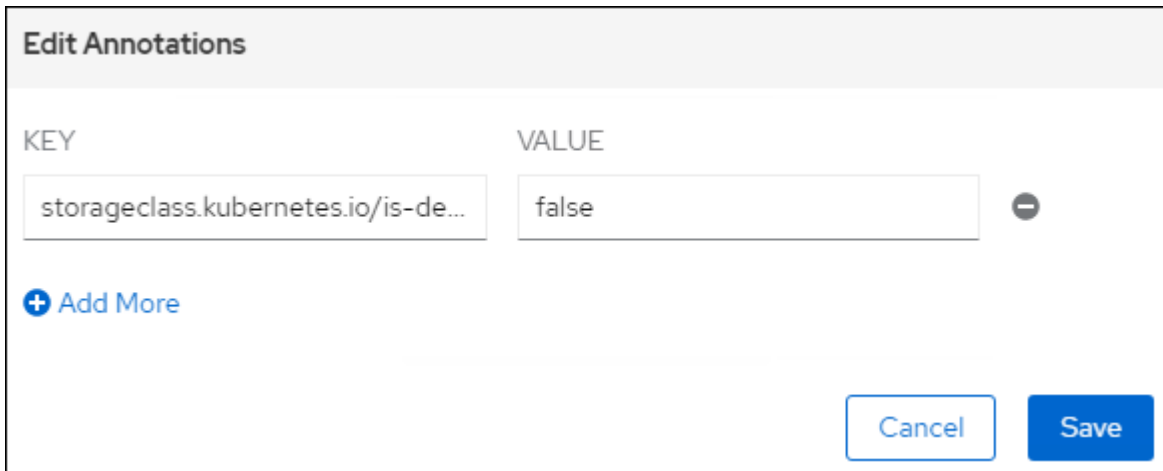 Edit Annotations
KEY VALUE
storageclass.kubernetes.io/is-de... false
Add More
Cancel Save